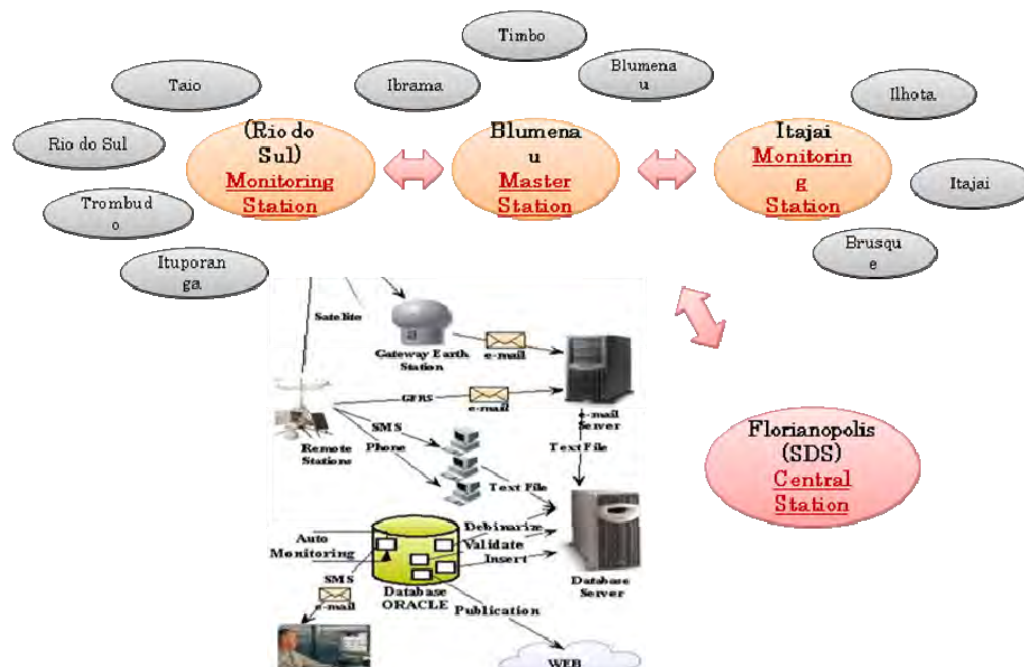 Timbo
Blumena
u
Ibrama
Taio
Ilhota
Rio do Sul
(Rio do
Sul)
Monitoring
Station
Blumena
u
Master
Station
Itajai
Monitorin
g
Station
Itajai
Trombud
o
Brusqu
e
Ituporan
ga
Satelite
a
Gateway Earth
Station
e-mail
GPRS
e-mail
e-mail
Server
SMS
Remote
Stations
Phone
Text File
Text File
Florianopolis
(SDS)
Central
Station
Auto
Monitoring
Debinarize
Validate
Insert
SMS
e-mail
Database
ORACLE
Database
Server
Publication
WEB